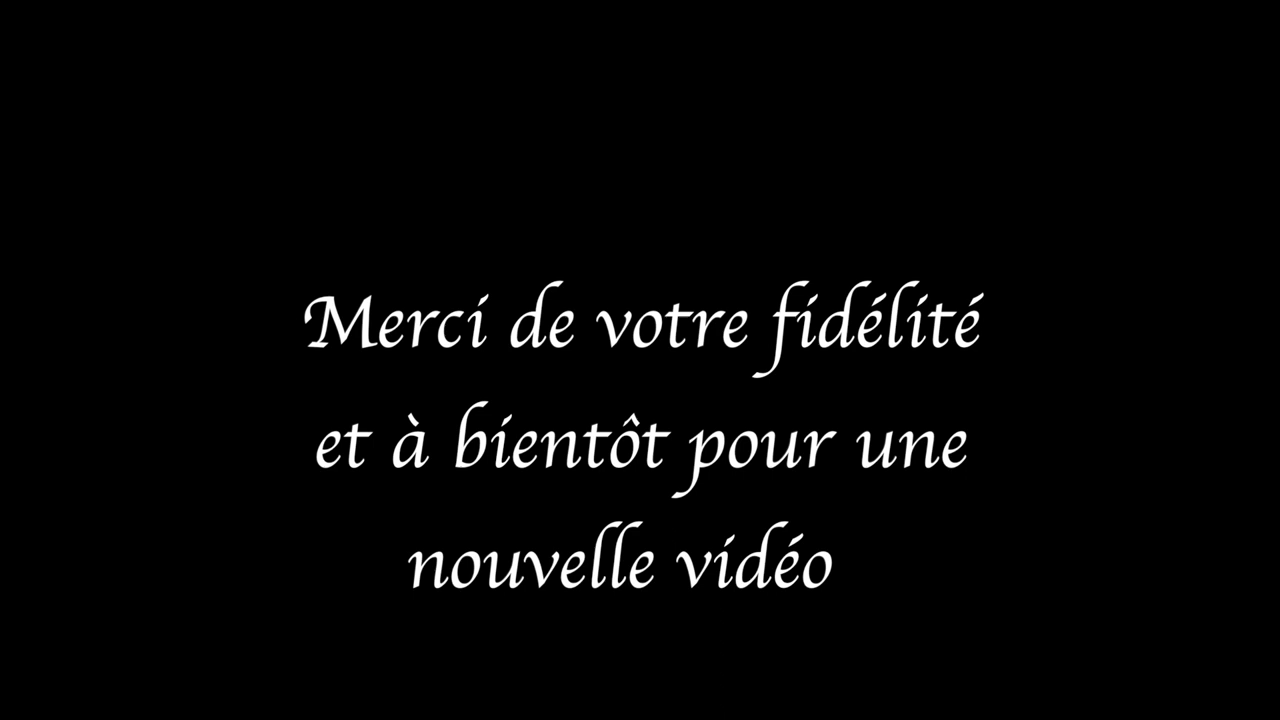 Merci de votre fidélité
et à bientôt pour une
nouvelle vidéo